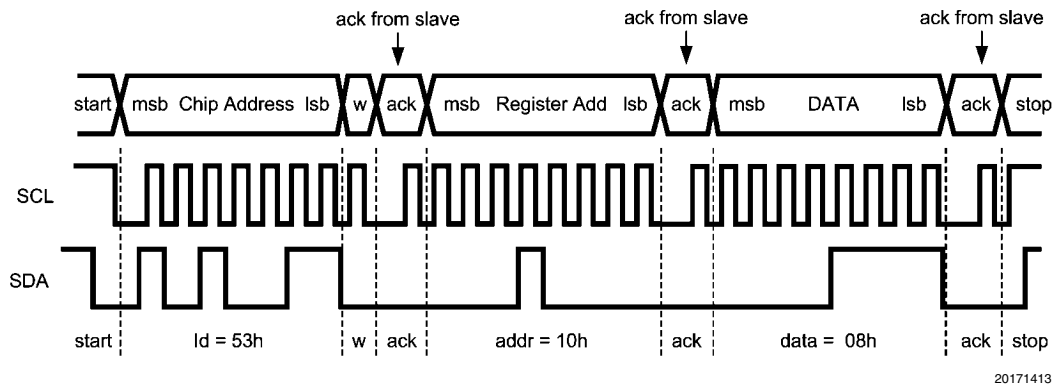 ack from slave ack from slave ack from slave
start msb Chip Address lsb w ack msb Register Add lsb ack msb DATA lsb ack stop
SCL
SDA
start Id = 53h w ack addr = 10h ack data = 08h ack stop
20171413